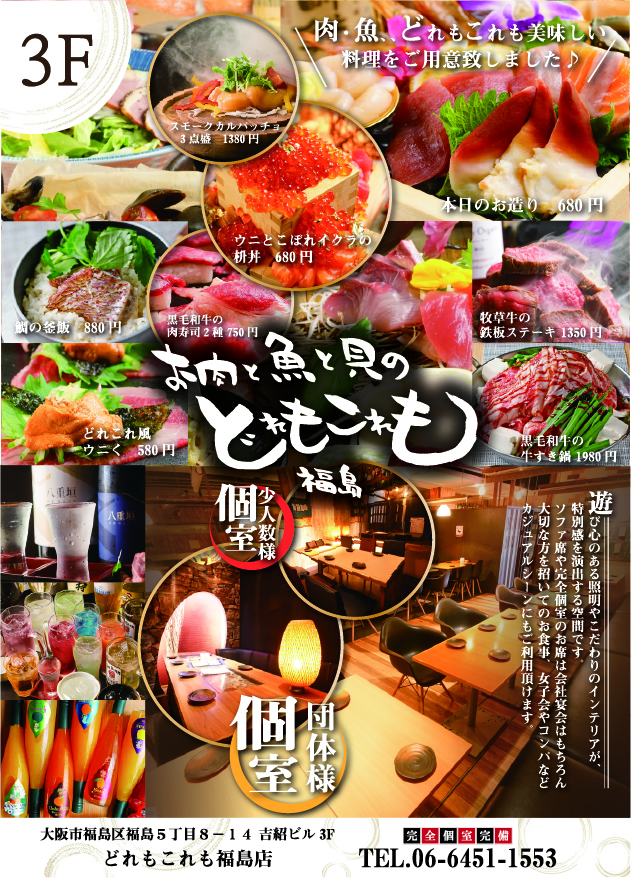 3F
肉・魚、、どれもこれも美味しい
料理をご用意致しました♪
スモークカルパッチョ
3点盛 1380円
本日のお造り 680円
ウニとこぼれイクラの
枡丼 680円
鯛の釜飯 880円
黒毛和牛の
肉寿司2種 750円
牧草牛の
鉄板ステーキ 1350円
お肉と魚と貝の
どれもこれも
福島
どれこれ風
ウニく 580円
黒毛和牛の
牛すき鍋 1980円
八重垣
八重垣
少人数様
個室
団体様
個室
遊び心のある照明やこだわりのインテリアが、
特別感を演出する空間です。
ソファ席や完全個室のお席は会社宴会はもちろん
大切な方を招いてのお食事、女子会やコンパなど
カジュアルシーンにもご利用頂けます。
大阪市福島区福島5丁目8－14 吉紹ビル3F
どれもこれも福島店
完全個室完備
TEL.06-6451-1553